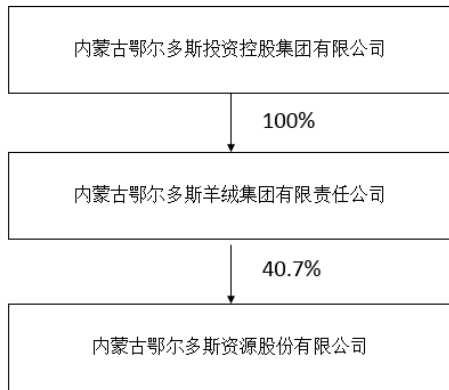 内蒙古鄂尔多斯投资控股集团有限公司
100%
内蒙古鄂尔多斯羊绒集团有限责任公司
40.7%
内蒙古鄂尔多斯资源股份有限公司